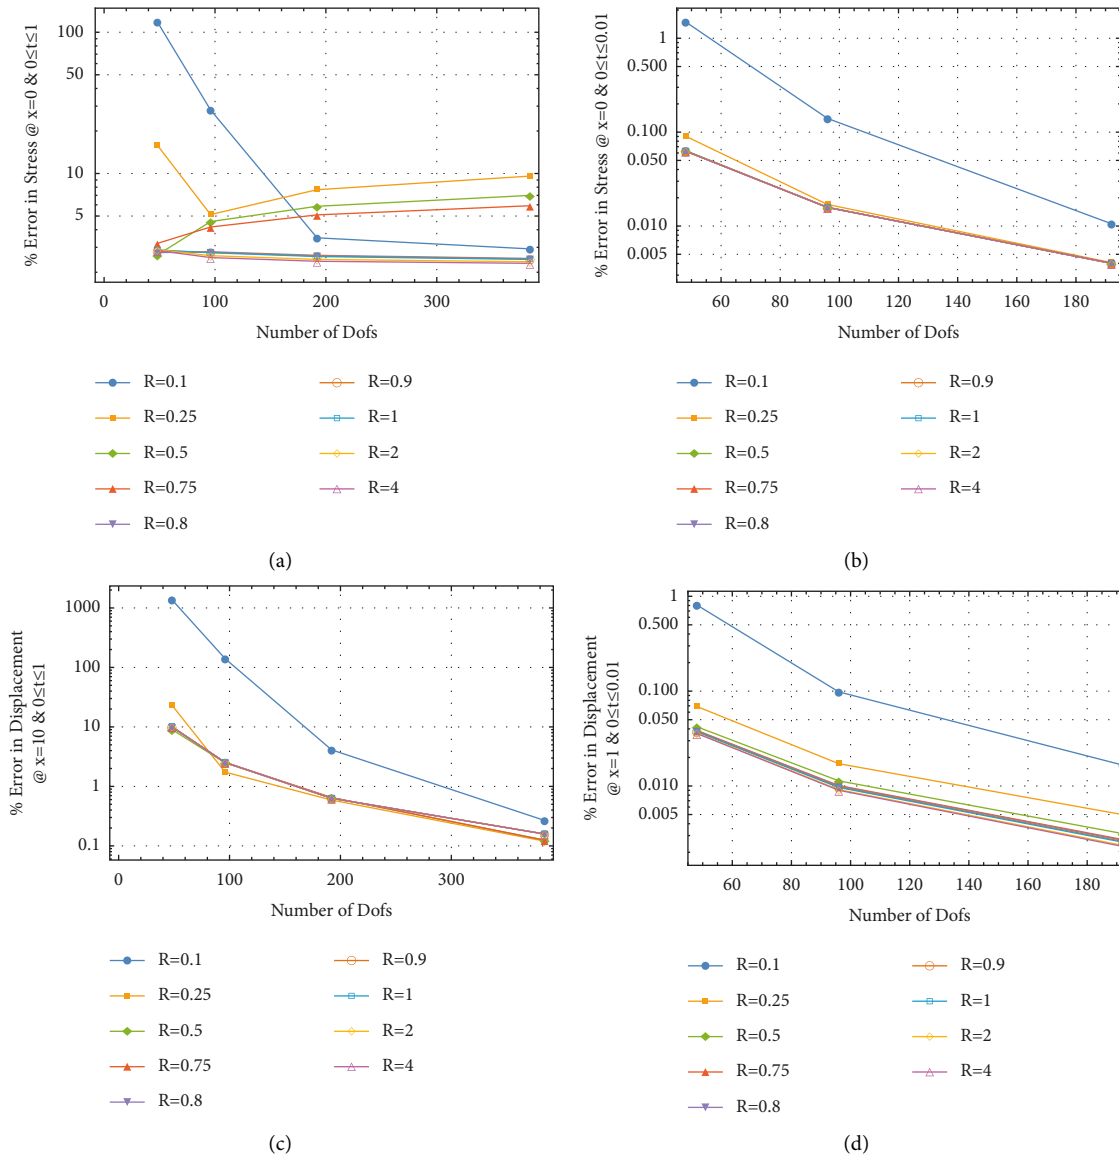 % Error in Stress @ x=0 & 0≤t≤1
100
50
10
5
0
100
200
300
Number of Dofs
R=0.1
R=0.25
R=0.5
R=0.75
R=0.8
R=0.9
R=1
R=2
R=4
(a)
% Error in Stress @ x=0 & 0≤t≤0.01
1
0.500
0.100
0.050
0.010
0.005
60
80
100
120
140
160
180
Number of Dofs
R=0.1
R=0.25
R=0.5
R=0.75
R=0.8
R=0.9
R=1
R=2
R=4
(b)
% Error in Displacement
@ x=10 & 0≤t≤1
1000
100
10
1
0.1
0
100
200
300
Number of Dofs
R=0.1
R=0.25
R=0.5
R=0.75
R=0.8
R=0.9
R=1
R=2
R=4
(c)
% Error in Displacement
@ x=1 & 0≤t≤0.01
1
0.500
0.100
0.050
0.010
0.005
60
80
100
120
140
160
180
Number of Dofs
R=0.1
R=0.25
R=0.5
R=0.75
R=0.8
R=0.9
R=1
R=2
R=4
(d)